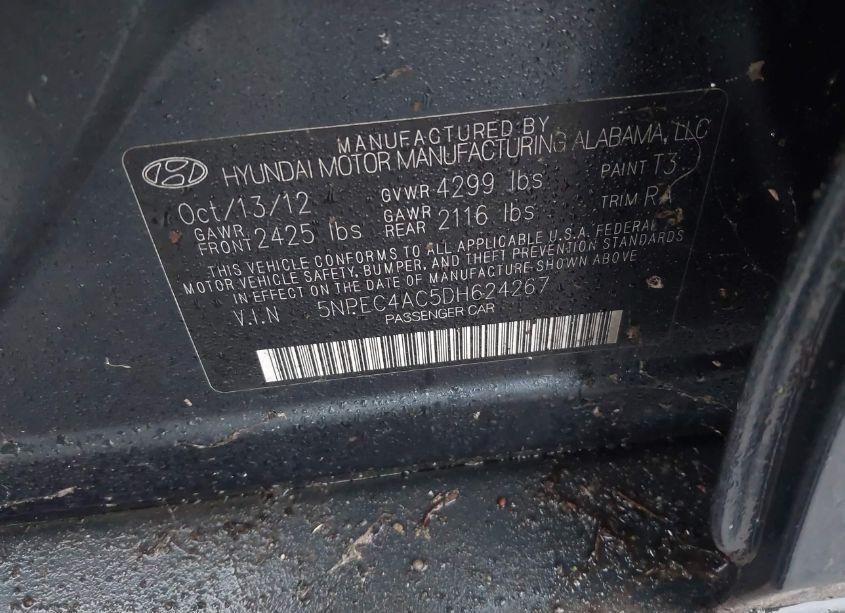 MANUFACTURED BY
HYUNDAI MOTOR MANUFACTURING ALABAMA, LLC
Oct/13/12 GVWR 4299 lbs PAINT T3
GAWR FRONT 2425 lbs GAWR REAR 2116 lbs TRIM RA
THIS VEHICLE CONFORMS TO ALL APPLICABLE U.S.A. FEDERAL
MOTOR VEHICLE SAFETY, BUMPER, AND THEFT PREVENTION STANDARDS
IN EFFECT ON THE DATE OF MANUFACTURE SHOWN ABOVE
V.I.N 5NPEC4AC5DH624267
PASSENGER CAR